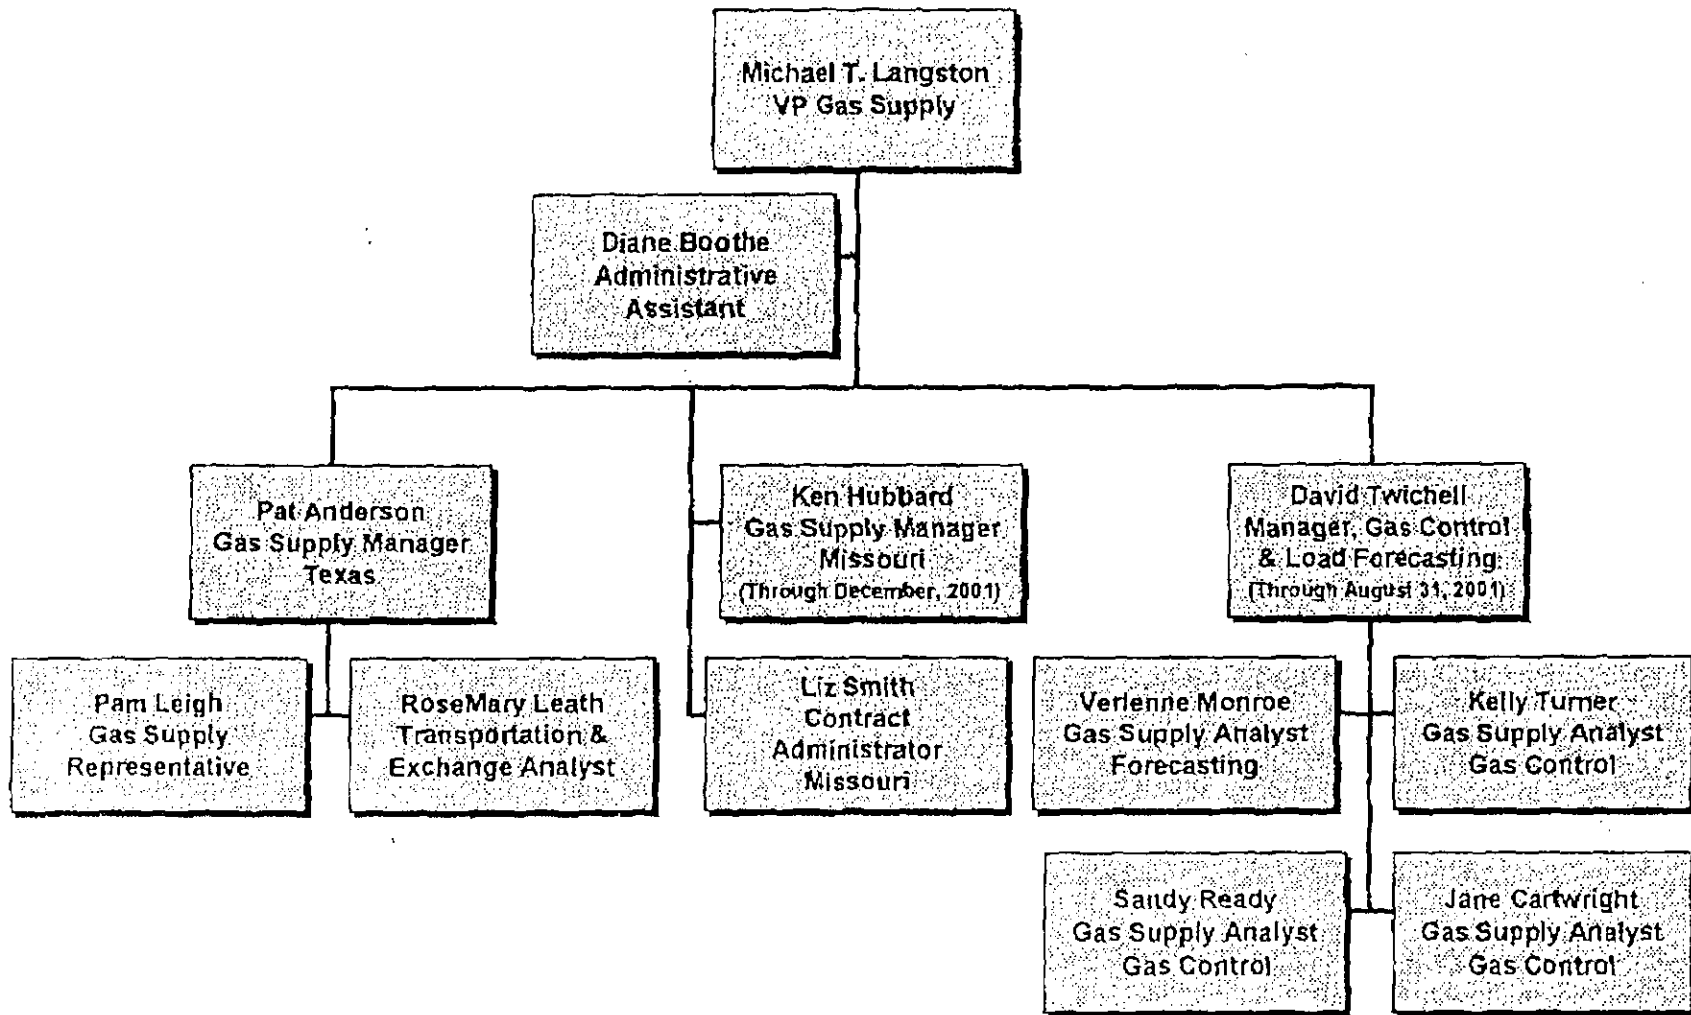 Michael T. Langston
VP Gas Supply
Diane Boothe
Administrative
Assistant
Pat Anderson
Gas Supply Manager
Texas
Ken Hubbard
Gas Supply Manager
Missouri
(Through December, 2001)
David Twichell
Manager, Gas Control
& Load Forecasting
(Through August 31, 2001)
Pam Leigh
Gas Supply
Representative
RoseMary Leath
Transportation &
Exchange Analyst
Liz Smith
Contract
Administrator
Missouri
Verlenne Monroe
Gas Supply Analyst
Forecasting
Kelly Turner
Gas Supply Analyst
Gas Control
Sandy Ready
Gas Supply Analyst
Gas Control
Jane Cartwright
Gas Supply Analyst
Gas Control